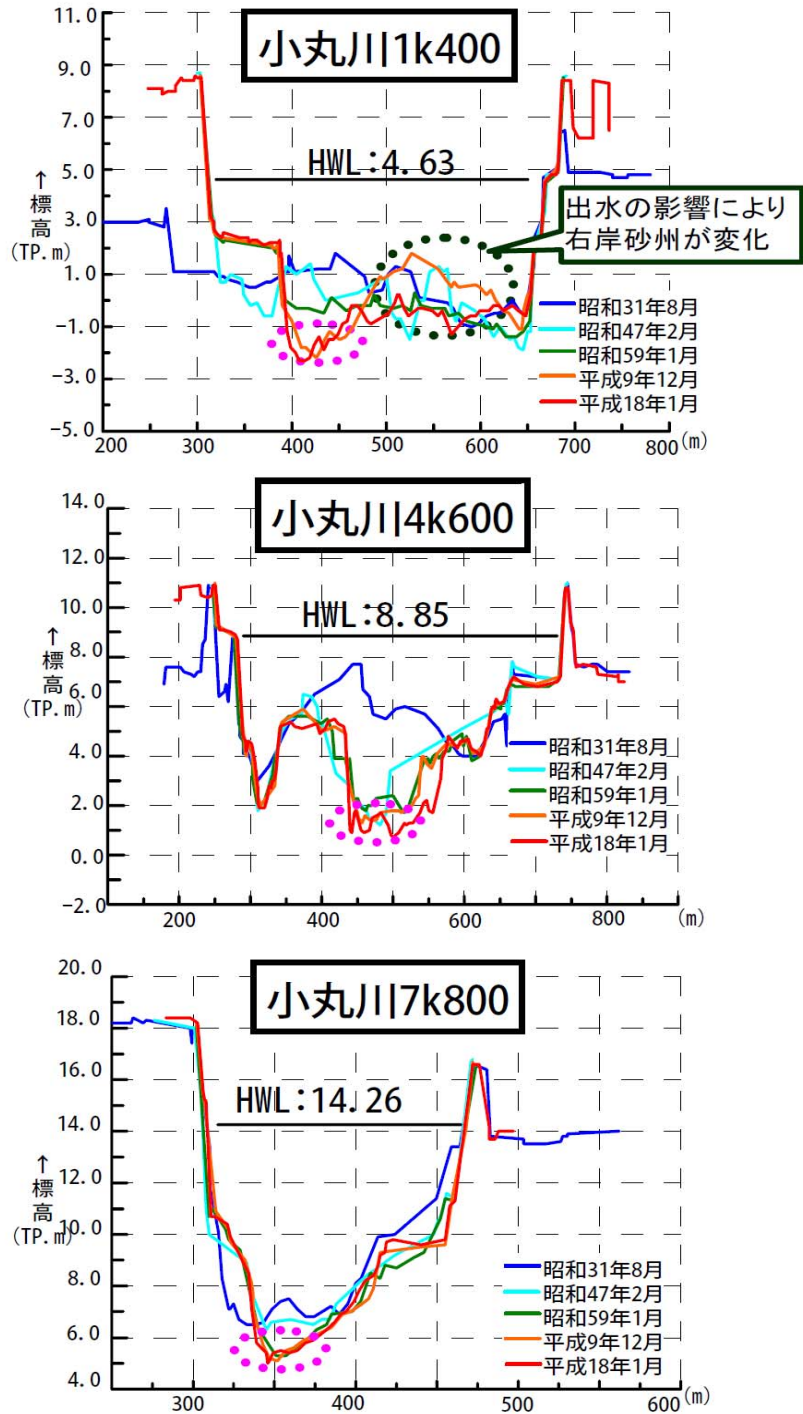 小丸川1k400
11.0
9.0
7.0
5.0
3.0
1.0
-1.0
-3.0
-5.0
↑
標高
(TP.m)
HWL:4.63
出水の影響により
右岸砂州が変化
昭和31年8月
昭和47年2月
昭和59年1月
平成9年12月
平成18年1月
200 300 400 500 600 700 800 (m)
小丸川4k600
14.0
12.0
10.0
8.0
6.0
4.0
2.0
0.0
-2.0
↑
標高
(TP.m)
HWL:8.85
昭和31年8月
昭和47年2月
昭和59年1月
平成9年12月
平成18年1月
200 400 600 800 (m)
小丸川7k800
20.0
18.0
16.0
14.0
12.0
10.0
8.0
6.0
4.0
↑
標高
(TP.m)
HWL:14.26
昭和31年8月
昭和47年2月
昭和59年1月
平成9年12月
平成18年1月
300 400 500 600 (m)